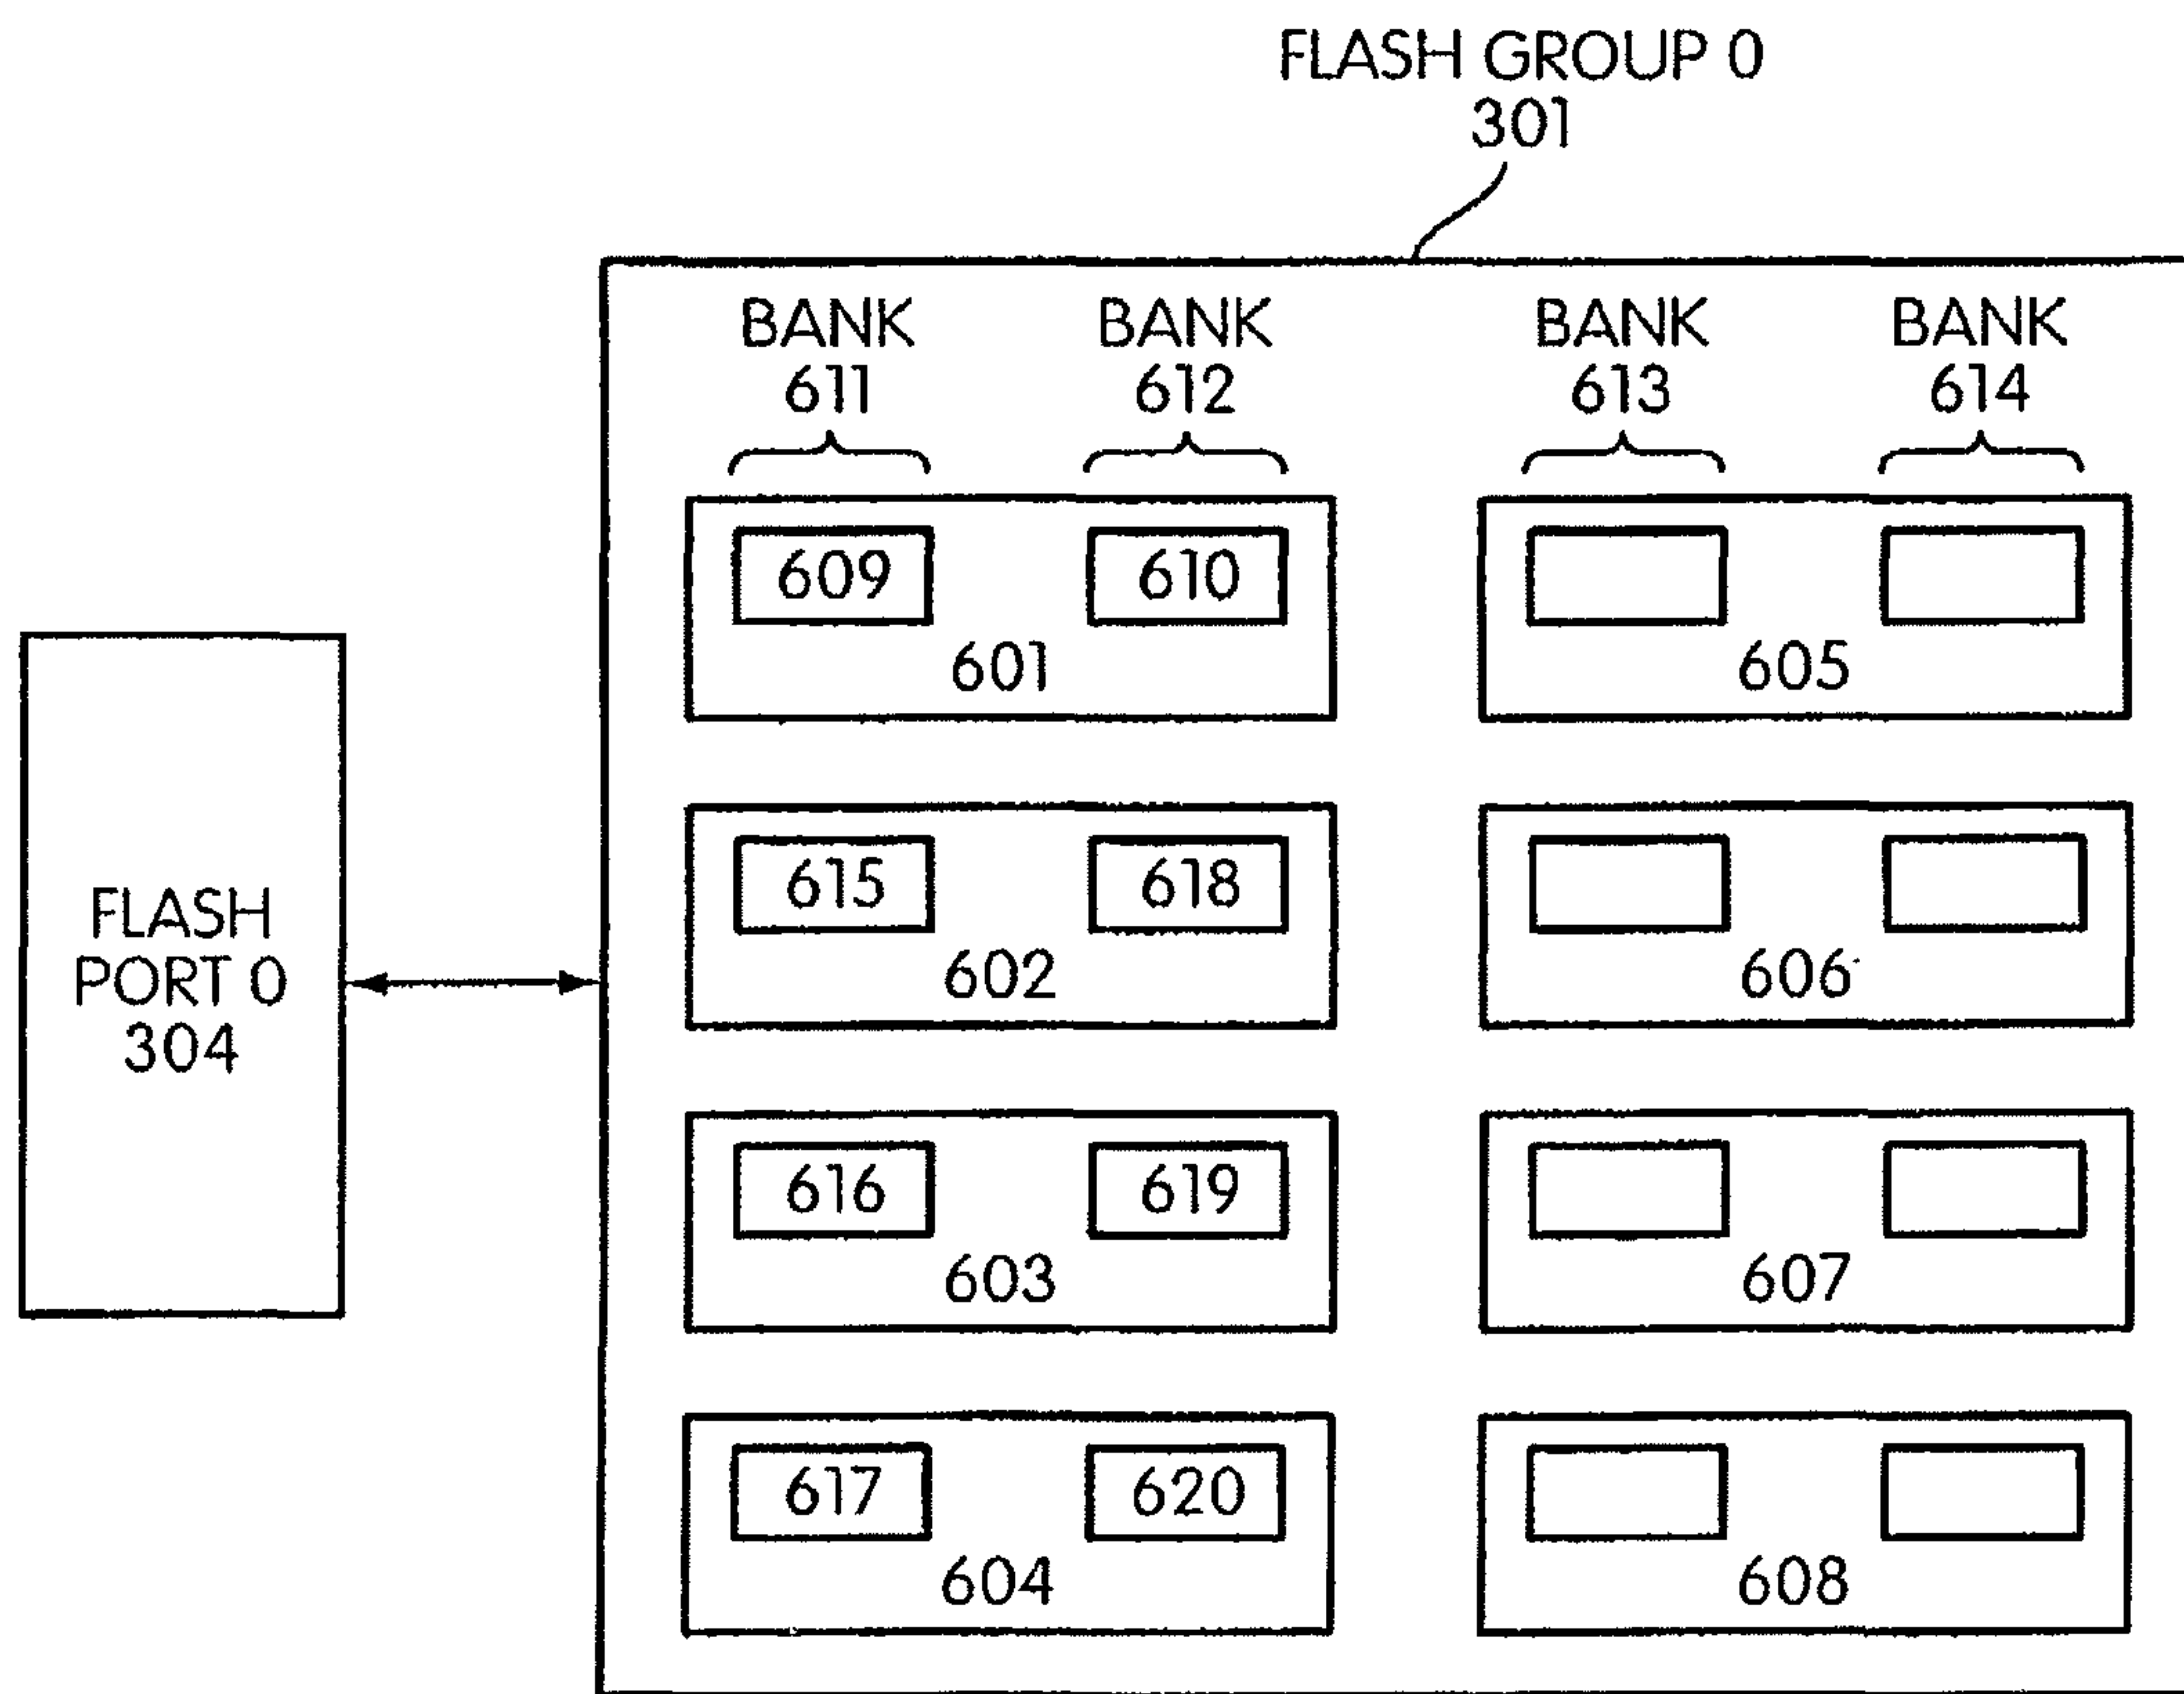 FLASH GROUP 0
301
BANK BANK BANK BANK
611 612 613 614
609 610
601 605
615 618
602 606
616 619
603 607
617 620
604 608
FLASH
PORT 0
304